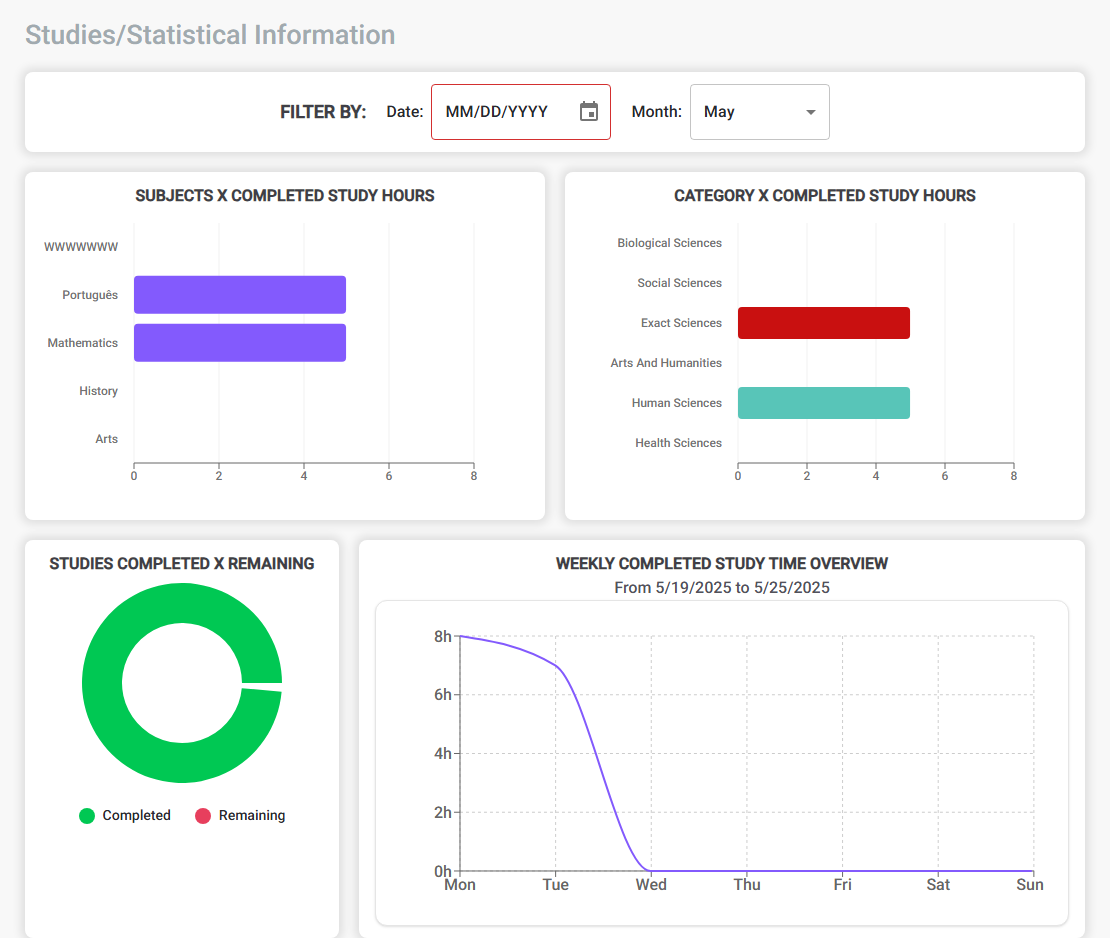 Studies/Statistical Information
FILTER BY: Date: MM/DD/YYYY Month: May
SUBJECTS X COMPLETED STUDY HOURS
wwwwwww
Português
Mathematics
History
Arts
0 2 4 6 8
CATEGORY X COMPLETED STUDY HOURS
Biological Sciences
Social Sciences
Exact Sciences
Arts And Humanities
Human Sciences
Health Sciences
0 2 4 6 8
STUDIES COMPLETED X REMAINING
Completed Remaining
WEEKLY COMPLETED STUDY TIME OVERVIEW
From 5/19/2025 to 5/25/2025
8h
6h
4h
2h
0h
Mon Tue Wed Thu Fri Sat Sun